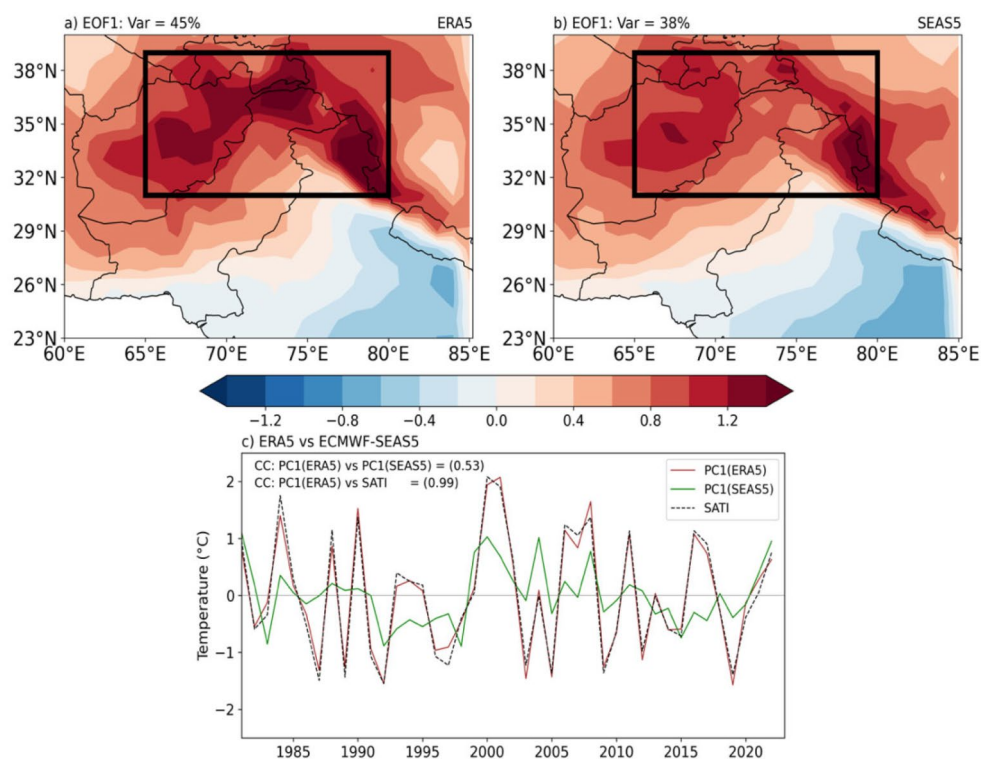 a) EOF1: Var = 45% ERA5
b) EOF1: Var = 38% SEAS5
38°N
35°N
32°N
29°N
26°N
23°N
60°E 65°E 70°E 75°E 80°E 85°E
38°N
35°N
32°N
29°N
26°N
23°N
60°E 65°E 70°E 75°E 80°E 85°E
−1.2 −0.8 −0.4 0.0 0.4 0.8 1.2
c) ERA5 vs ECMWF-SEAS5
CC: PC1(ERA5) vs PC1(SEAS5) = (0.53)
CC: PC1(ERA5) vs SATI = (0.99)
PC1(ERA5)
PC1(SEAS5)
SATI
Temperature (°C)
2
1
0
−1
−2
1985 1990 1995 2000 2005 2010 2015 2020